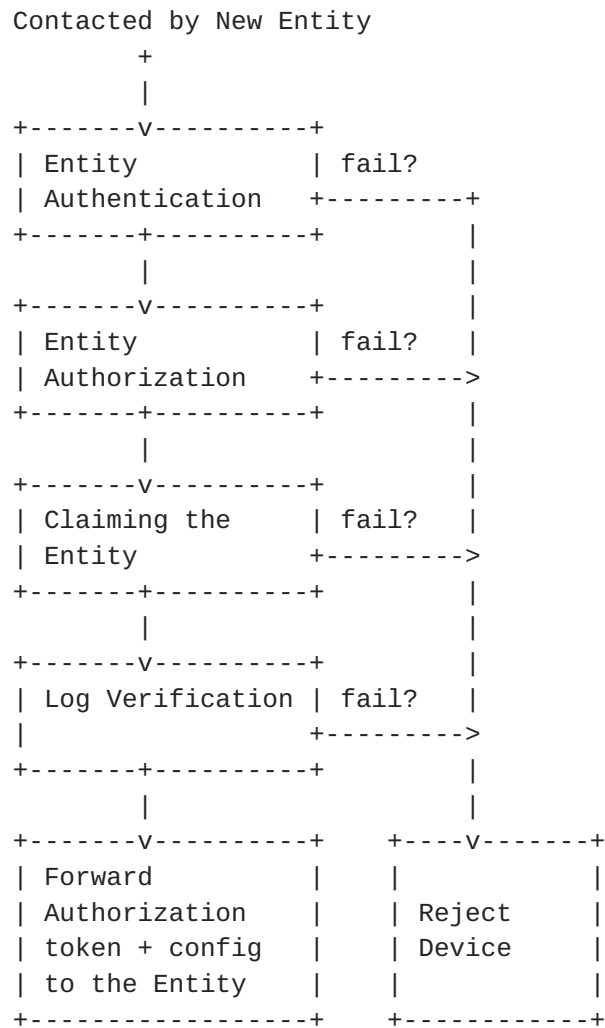 Contacted by New Entity
Entity fail?
Authentication
Entity fail?
Authorization
Claiming the fail?
Entity
Log Verification fail?
Forward
Authorization Reject
token + config Device
to the Entity